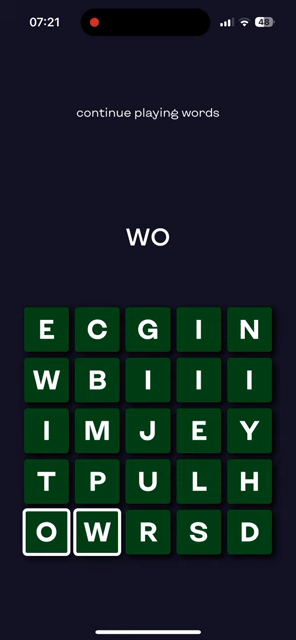 07:21
48
continue playing words
WO
E C G I N
W B I I I
I M J E Y
T P U L H
O W R S D